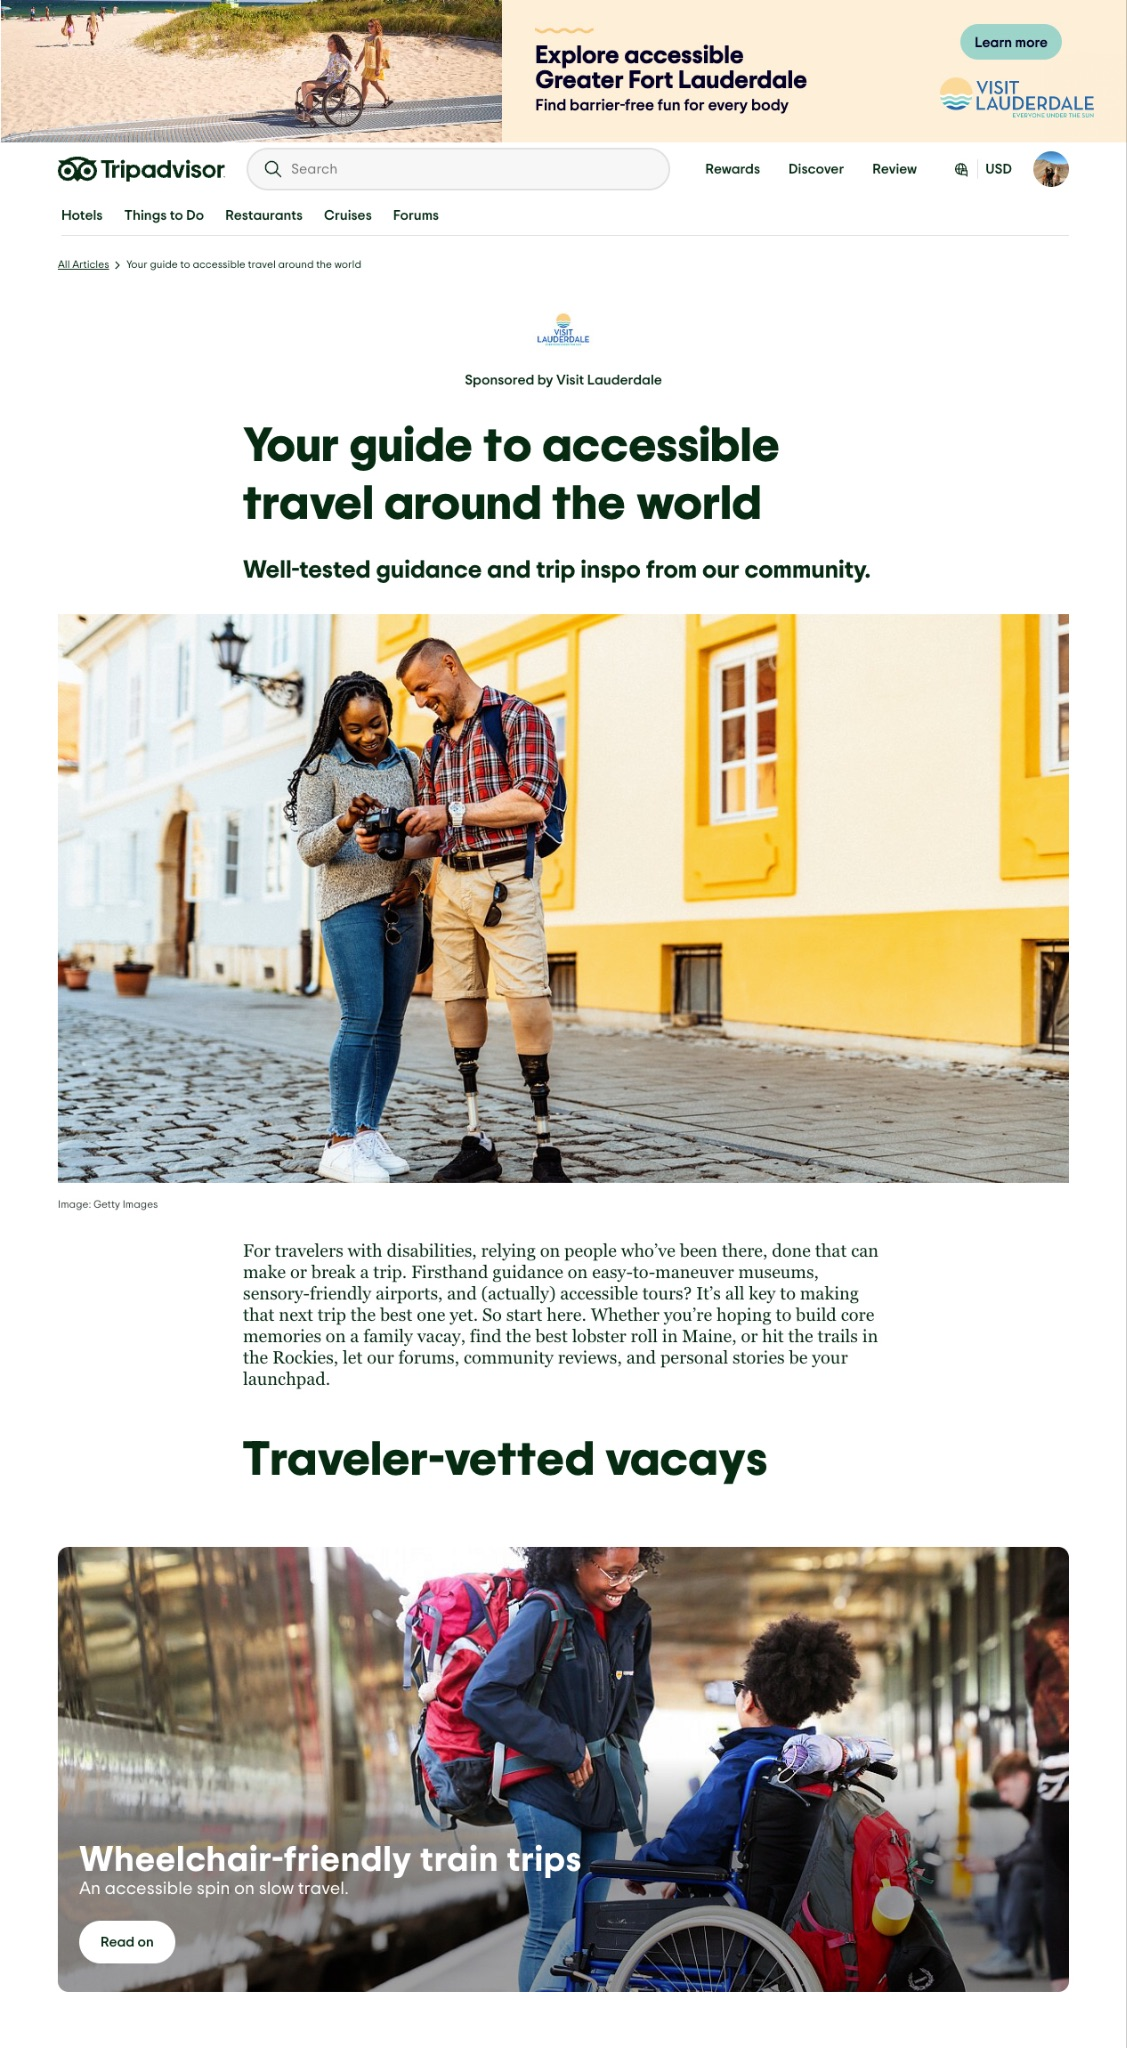 Explore accessible
Greater Fort Lauderdale
Find barrier-free fun for every body
Learn more
VISIT
LAUDERDALE
EVERYONE UNDER THE SUN
Tripadvisor
Search
Rewards
Discover
Review
USD
Hotels
Things to Do
Restaurants
Cruises
Forums
All Articles > Your guide to accessible travel around the world
VISIT
LAUDERDALE
Sponsored by Visit Lauderdale
Your guide to accessible
travel around the world
Well-tested guidance and trip inspo from our community.
Image: Getty Images
For travelers with disabilities, relying on people who’ve been there, done that can
make or break a trip. Firsthand guidance on easy-to-maneuver museums,
sensory-friendly airports, and (actually) accessible tours? It’s all key to making
that next trip the best one yet. So start here. Whether you’re hoping to build core
memories on a family vacay, find the best lobster roll in Maine, or hit the trails in
the Rockies, let our forums, community reviews, and personal stories be your
launchpad.
Traveler-vetted vacays
Wheelchair-friendly train trips
An accessible spin on slow travel.
Read on